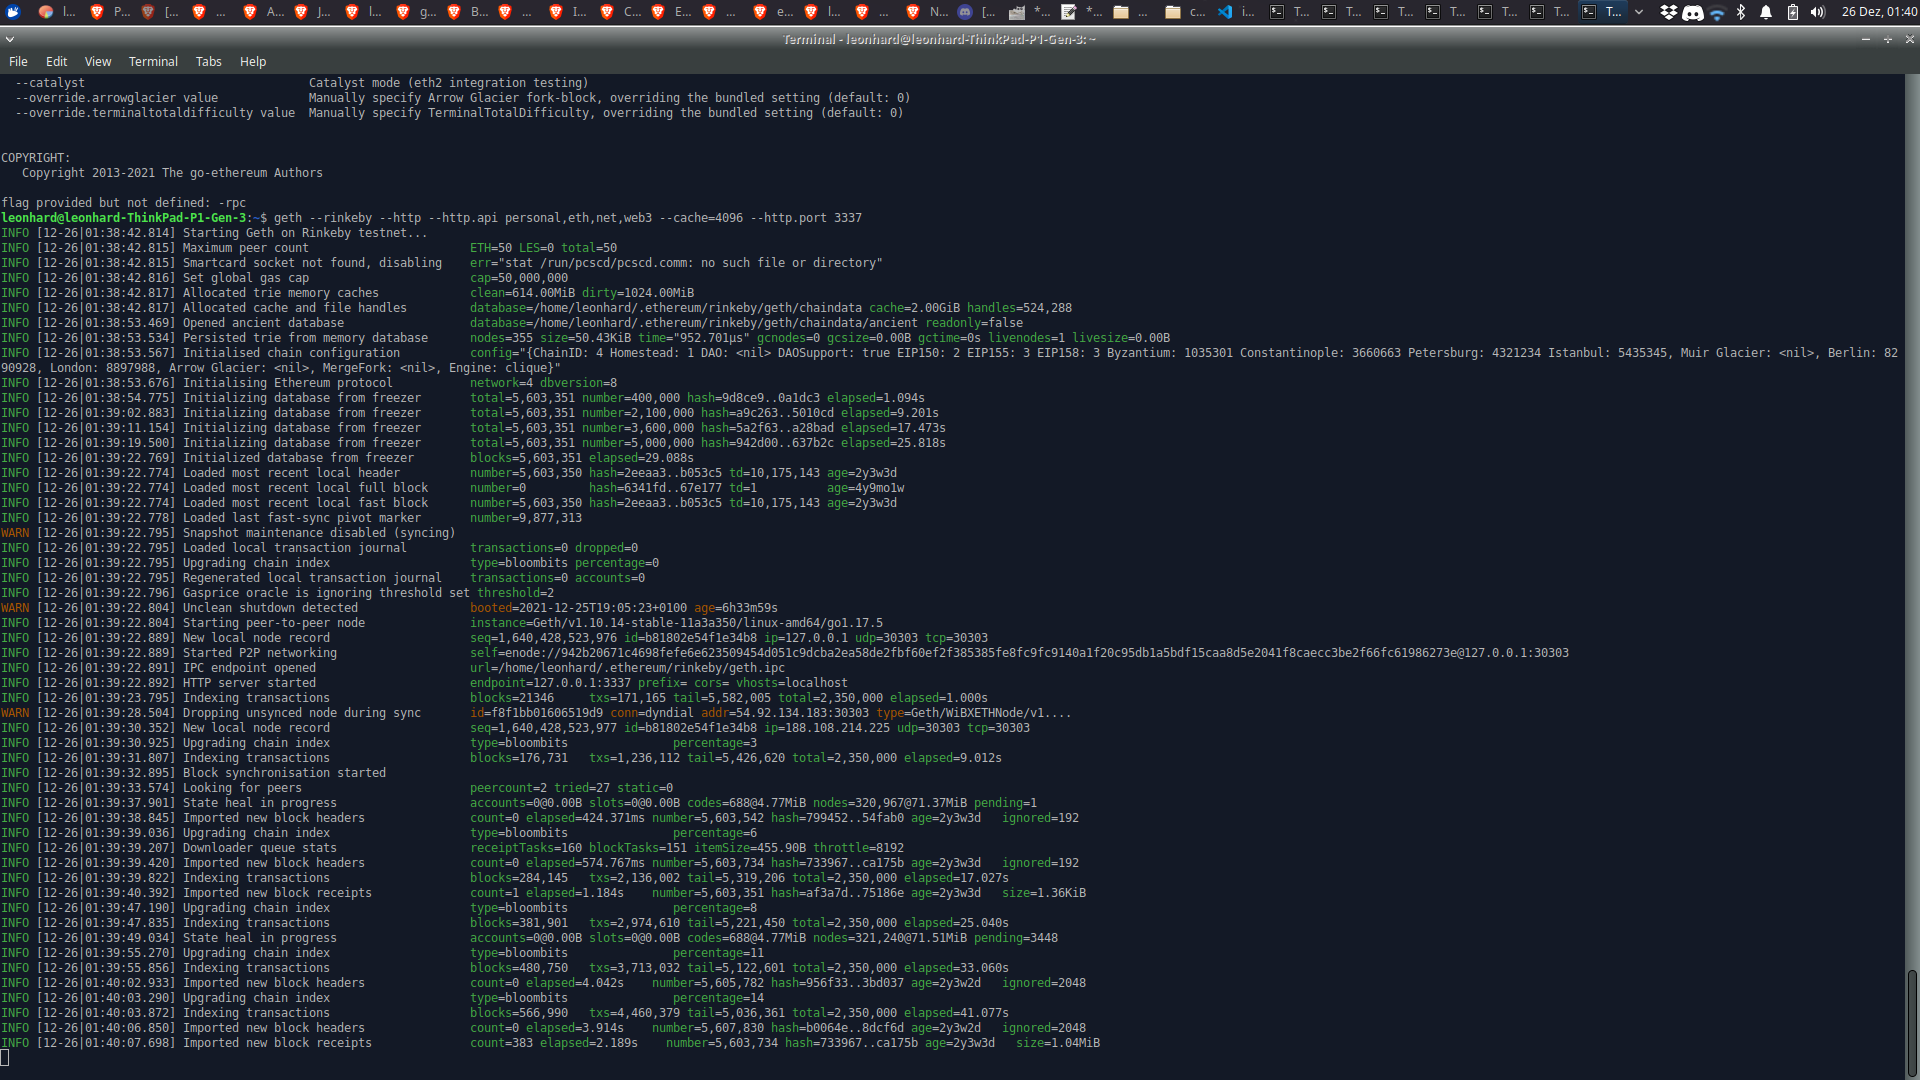 l... P... [... ... A... J... l... g... B... ... I... C... E... ... e... l... ... N... [... *... *... ... c... i... T... T... T... T... T... T... T... 26 Dez, 01:40
Terminal - leonhard@leonhard-ThinkPad-P1-Gen-3: ~
File Edit View Terminal Tabs Help
--catalyst Catalyst mode (eth2 integration testing)
--override.arrowglacier value Manually specify Arrow Glacier fork-block, overriding the bundled setting (default: 0)
--override.terminaltotaldifficulty value Manually specify TerminalTotalDifficulty, overriding the bundled setting (default: 0)
COPYRIGHT:
Copyright 2013-2021 The go-ethereum Authors
flag provided but not defined: -rpc
leonhard@leonhard-ThinkPad-P1-Gen-3:~$ geth --rinkeby --http --http.api personal,eth,net,web3 --cache=4096 --http.port 3337
INFO [12-26|01:38:42.814] Starting Geth on Rinkeby testnet...
INFO [12-26|01:38:42.815] Maximum peer count ETH=50 LES=0 total=50
INFO [12-26|01:38:42.815] Smartcard socket not found, disabling err="stat /run/pcscd/pcscd.comm: no such file or directory"
INFO [12-26|01:38:42.816] Set global gas cap cap=50,000,000
INFO [12-26|01:38:42.817] Allocated trie memory caches clean=614.00MiB dirty=1024.00MiB
INFO [12-26|01:38:42.817] Allocated cache and file handles database=/home/leonhard/.ethereum/rinkeby/geth/chaindata cache=2.00GiB handles=524,288
INFO [12-26|01:38:53.469] Opened ancient database database=/home/leonhard/.ethereum/rinkeby/geth/chaindata/ancient readonly=false
INFO [12-26|01:38:53.534] Persisted trie from memory database nodes=355 size=50.43KiB time="952.701µs" gcnodes=0 gcsize=0.00B gctime=0s livenodes=1 livesize=0.00B
INFO [12-26|01:38:53.567] Initialised chain configuration config="{ChainID: 4 Homestead: 1 DAO: <nil> DAOSupport: true EIP150: 2 EIP155: 3 EIP158: 3 Byzantium: 1035301 Constantinople: 3660663 Petersburg: 4321234 Istanbul: 5435345, Muir Glacier: <nil>, Berlin: 82
90928, London: 8897988, Arrow Glacier: <nil>, MergeFork: <nil>, Engine: clique}"
INFO [12-26|01:38:53.676] Initialising Ethereum protocol network=4 dbversion=8
INFO [12-26|01:38:54.775] Initializing database from freezer total=5,603,351 number=400,000 hash=9d8ce9..0a1dc3 elapsed=1.094s
INFO [12-26|01:39:02.883] Initializing database from freezer total=5,603,351 number=2,100,000 hash=a9c263..5010cd elapsed=9.201s
INFO [12-26|01:39:11.154] Initializing database from freezer total=5,603,351 number=3,600,000 hash=5a2f63..a28bad elapsed=17.473s
INFO [12-26|01:39:19.500] Initializing database from freezer total=5,603,351 number=5,000,000 hash=942d00..637b2c elapsed=25.818s
INFO [12-26|01:39:22.769] Initialized database from freezer blocks=5,603,351 elapsed=29.088s
INFO [12-26|01:39:22.774] Loaded most recent local header number=5,603,350 hash=2eeaa3..b053c5 td=10,175,143 age=2y3w3d
INFO [12-26|01:39:22.774] Loaded most recent local full block number=0 hash=6341fd..67e177 td=1 age=4y9mo1w
INFO [12-26|01:39:22.774] Loaded most recent local fast block number=5,603,350 hash=2eeaa3..b053c5 td=10,175,143 age=2y3w3d
INFO [12-26|01:39:22.778] Loaded last fast-sync pivot marker number=9,877,313
WARN [12-26|01:39:22.795] Snapshot maintenance disabled (syncing)
INFO [12-26|01:39:22.795] Loaded local transaction journal transactions=0 dropped=0
INFO [12-26|01:39:22.795] Upgrading chain index type=bloombits percentage=0
INFO [12-26|01:39:22.795] Regenerated local transaction journal transactions=0 accounts=0
INFO [12-26|01:39:22.796] Gasprice oracle is ignoring threshold set threshold=2
WARN [12-26|01:39:22.804] Unclean shutdown detected booted=2021-12-25T19:05:23+0100 age=6h33m59s
INFO [12-26|01:39:22.804] Starting peer-to-peer node instance=Geth/v1.10.14-stable-11a3a350/linux-amd64/go1.17.5
INFO [12-26|01:39:22.889] New local node record seq=1,640,428,523,976 id=b81802e54f1e34b8 ip=127.0.0.1 udp=30303 tcp=30303
INFO [12-26|01:39:22.889] Started P2P networking self=enode://942b20671c4698fefe6e623509454d051c9dcba2ea58de2fbf60ef2f385385fe8fc9fc9140a1f20c95db1a5bdf15caa8d5e2041f8caecc3be2f66fc61986273e@127.0.0.1:30303
INFO [12-26|01:39:22.891] IPC endpoint opened url=/home/leonhard/.ethereum/rinkeby/geth.ipc
INFO [12-26|01:39:22.892] HTTP server started endpoint=127.0.0.1:3337 prefix= cors= vhosts=localhost
INFO [12-26|01:39:23.795] Indexing transactions blocks=21346 txs=171,165 tail=5,582,005 total=2,350,000 elapsed=1.000s
WARN [12-26|01:39:28.504] Dropping unsynced node during sync id=f8f1bb01606519d9 conn=dyndial addr=54.92.134.183:30303 type=Geth/WiBXETHNode/v1....
INFO [12-26|01:39:30.352] New local node record seq=1,640,428,523,977 id=b81802e54f1e34b8 ip=188.108.214.225 udp=30303 tcp=30303
INFO [12-26|01:39:30.925] Upgrading chain index type=bloombits percentage=3
INFO [12-26|01:39:31.807] Indexing transactions blocks=176,731 txs=1,236,112 tail=5,426,620 total=2,350,000 elapsed=9.012s
INFO [12-26|01:39:32.895] Block synchronisation started
INFO [12-26|01:39:33.574] Looking for peers peercount=2 tried=27 static=0
INFO [12-26|01:39:37.901] State heal in progress accounts=0@0.00B slots=0@0.00B codes=688@4.77MiB nodes=320,967@71.37MiB pending=1
INFO [12-26|01:39:38.845] Imported new block headers count=0 elapsed=424.371ms number=5,603,542 hash=799452..54fab0 age=2y3w3d ignored=192
INFO [12-26|01:39:39.036] Upgrading chain index type=bloombits percentage=6
INFO [12-26|01:39:39.207] Downloader queue stats receiptTasks=160 blockTasks=151 itemSize=455.90B throttle=8192
INFO [12-26|01:39:39.420] Imported new block headers count=0 elapsed=574.767ms number=5,603,734 hash=733967..ca175b age=2y3w3d ignored=192
INFO [12-26|01:39:39.822] Indexing transactions blocks=284,145 txs=2,136,002 tail=5,319,206 total=2,350,000 elapsed=17.027s
INFO [12-26|01:39:40.392] Imported new block receipts count=1 elapsed=1.184s number=5,603,351 hash=af3a7d..75186e age=2y3w3d size=1.36KiB
INFO [12-26|01:39:47.190] Upgrading chain index type=bloombits percentage=8
INFO [12-26|01:39:47.835] Indexing transactions blocks=381,901 txs=2,974,610 tail=5,221,450 total=2,350,000 elapsed=25.040s
INFO [12-26|01:39:49.034] State heal in progress accounts=0@0.00B slots=0@0.00B codes=688@4.77MiB nodes=321,240@71.51MiB pending=3448
INFO [12-26|01:39:55.270] Upgrading chain index type=bloombits percentage=11
INFO [12-26|01:39:55.856] Indexing transactions blocks=480,750 txs=3,713,032 tail=5,122,601 total=2,350,000 elapsed=33.060s
INFO [12-26|01:40:02.933] Imported new block headers count=0 elapsed=4.042s number=5,605,782 hash=956f33..3bd037 age=2y3w2d ignored=2048
INFO [12-26|01:40:03.290] Upgrading chain index type=bloombits percentage=14
INFO [12-26|01:40:03.872] Indexing transactions blocks=566,990 txs=4,460,379 tail=5,036,361 total=2,350,000 elapsed=41.077s
INFO [12-26|01:40:06.850] Imported new block headers count=0 elapsed=3.914s number=5,607,830 hash=b0064e..8dcf6d age=2y3w2d ignored=2048
INFO [12-26|01:40:07.698] Imported new block receipts count=383 elapsed=2.189s number=5,603,734 hash=733967..ca175b age=2y3w3d size=1.04MiB